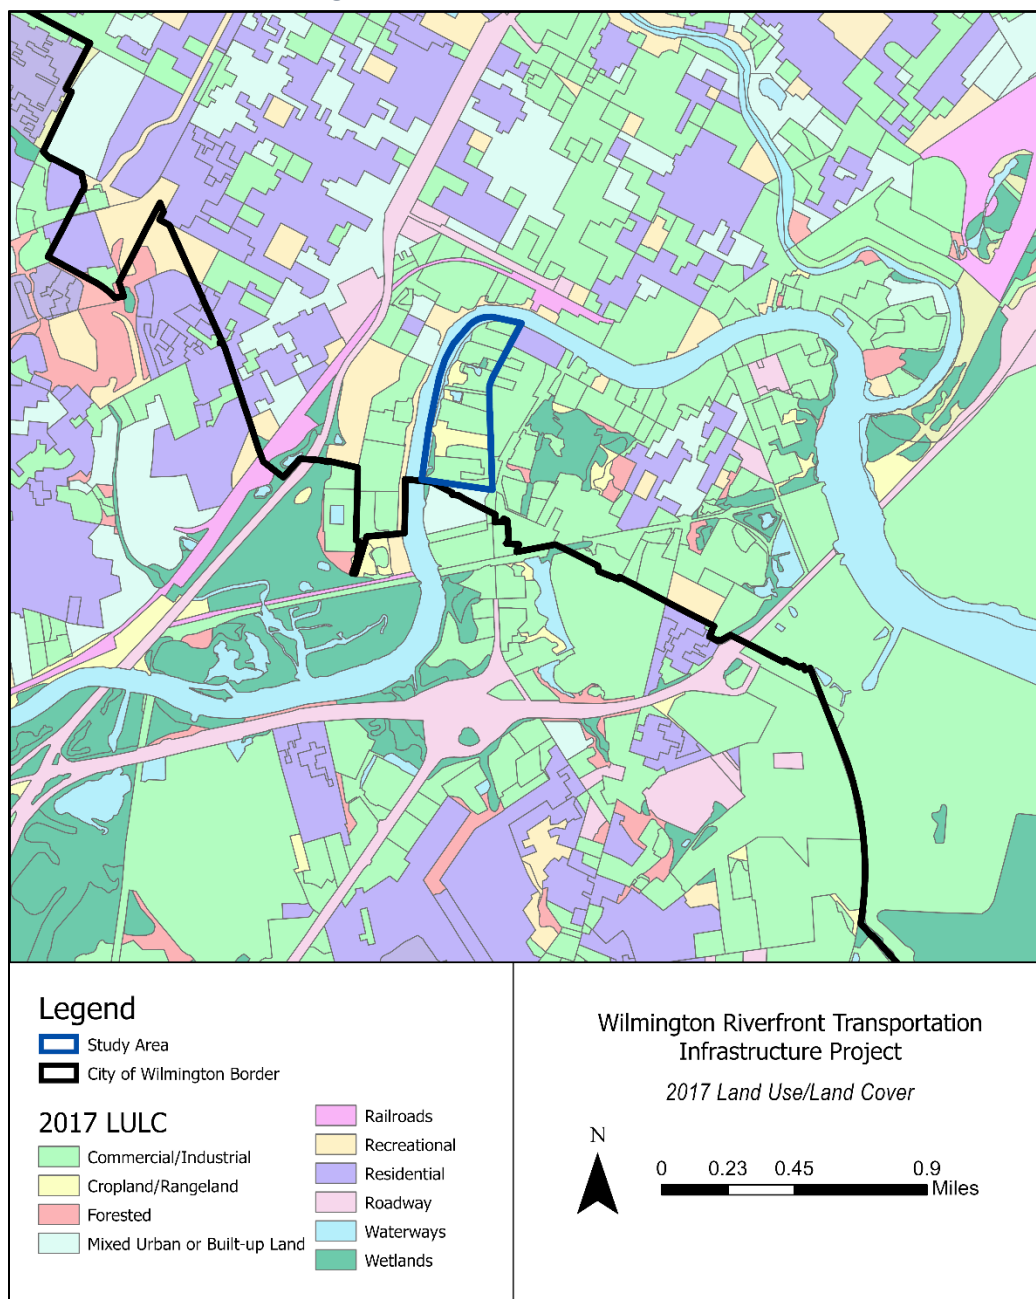 Legend
Study Area
City of Wilmington Border
2017 LULC
Commercial/Industrial
Cropland/Rangeland
Forested
Mixed Urban or Built-up Land
Railroads
Recreational
Residential
Roadway
Waterways
Wetlands
Wilmington Riverfront Transportation
Infrastructure Project
2017 Land Use/Land Cover
N
0 0.23 0.45 0.9
Miles